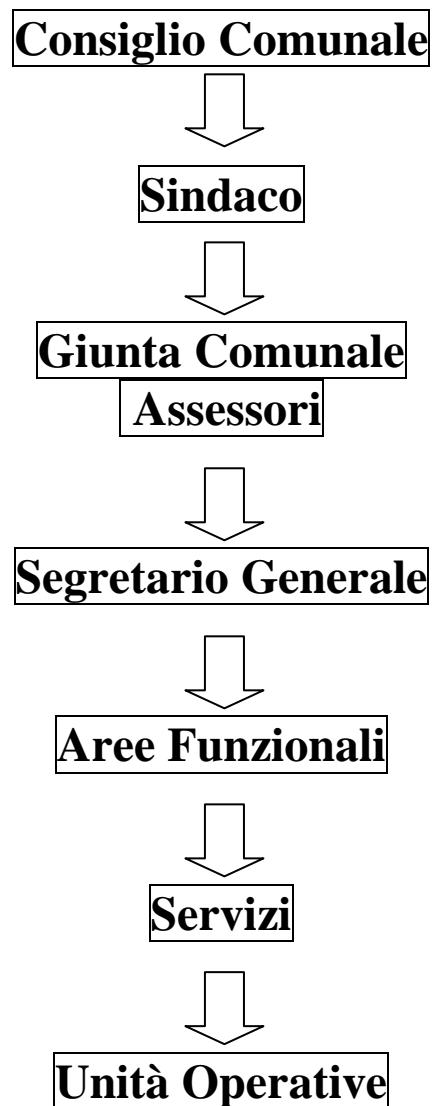 Consiglio Comunale
Sindaco
Giunta Comunale
Assessori
Segretario Generale
Aree Funzionali
Servizi
Unità Operative